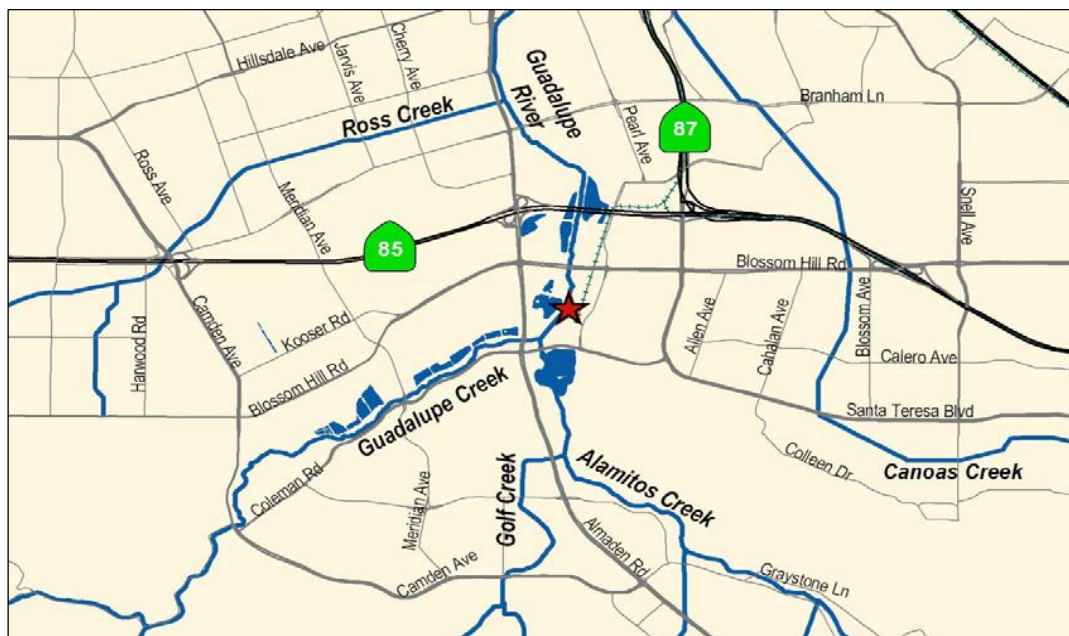 Hillsdale Ave
Jarvis Ave
Cherry Ave
Guadalupe
River
Ross Creek
Pearl Ave
87
Branham Ln
Ross Ave
Meridian Ave
85
Snell Ave
Blossom Hill Rd
Harwood Rd
Camden Ave
Kooser Rd
Allen Ave
Cahalan Ave
Blossom Ave
Calero Ave
Blossom Hill Rd
Guadalupe Creek
Santa Teresa Blvd
Coleman Rd
Meridian Ave
Golf Creek
Alamitos Creek
Colleen Dr
Canoas Creek
Camden Ave
Almaden Rd
Graystone Ln